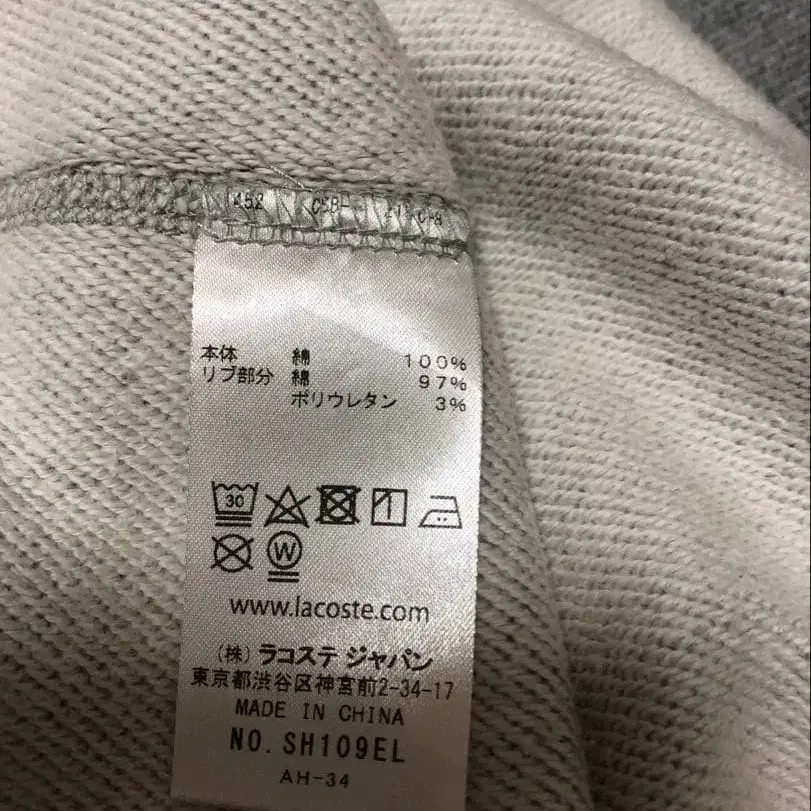 本体 綿 100%
リブ部分 綿 97%
ポリウレタン 3%
30
W
www.lacoste.com
(株) ラコステ ジャパン
東京都渋谷区神宮前2-34-17
MADE IN CHINA
NO. SH109EL
AH-34